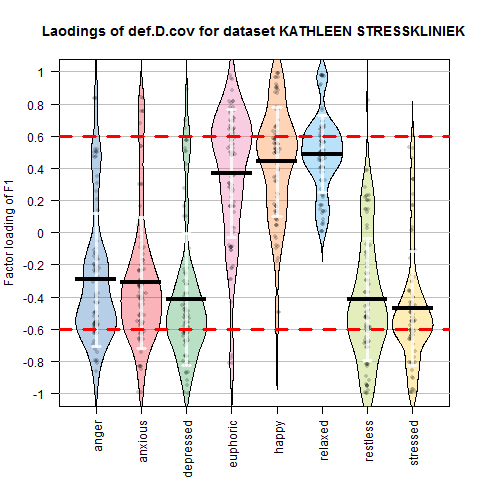 Laodings of def.D.cov for dataset KATHLEEN STRESSKLINIEK
Factor loading of F1
1
0.8
0.6
0.4
0.2
0
-0.2
-0.4
-0.6
-0.8
-1
anger
anxious
depressed
euphoric
happy
relaxed
restless
stressed